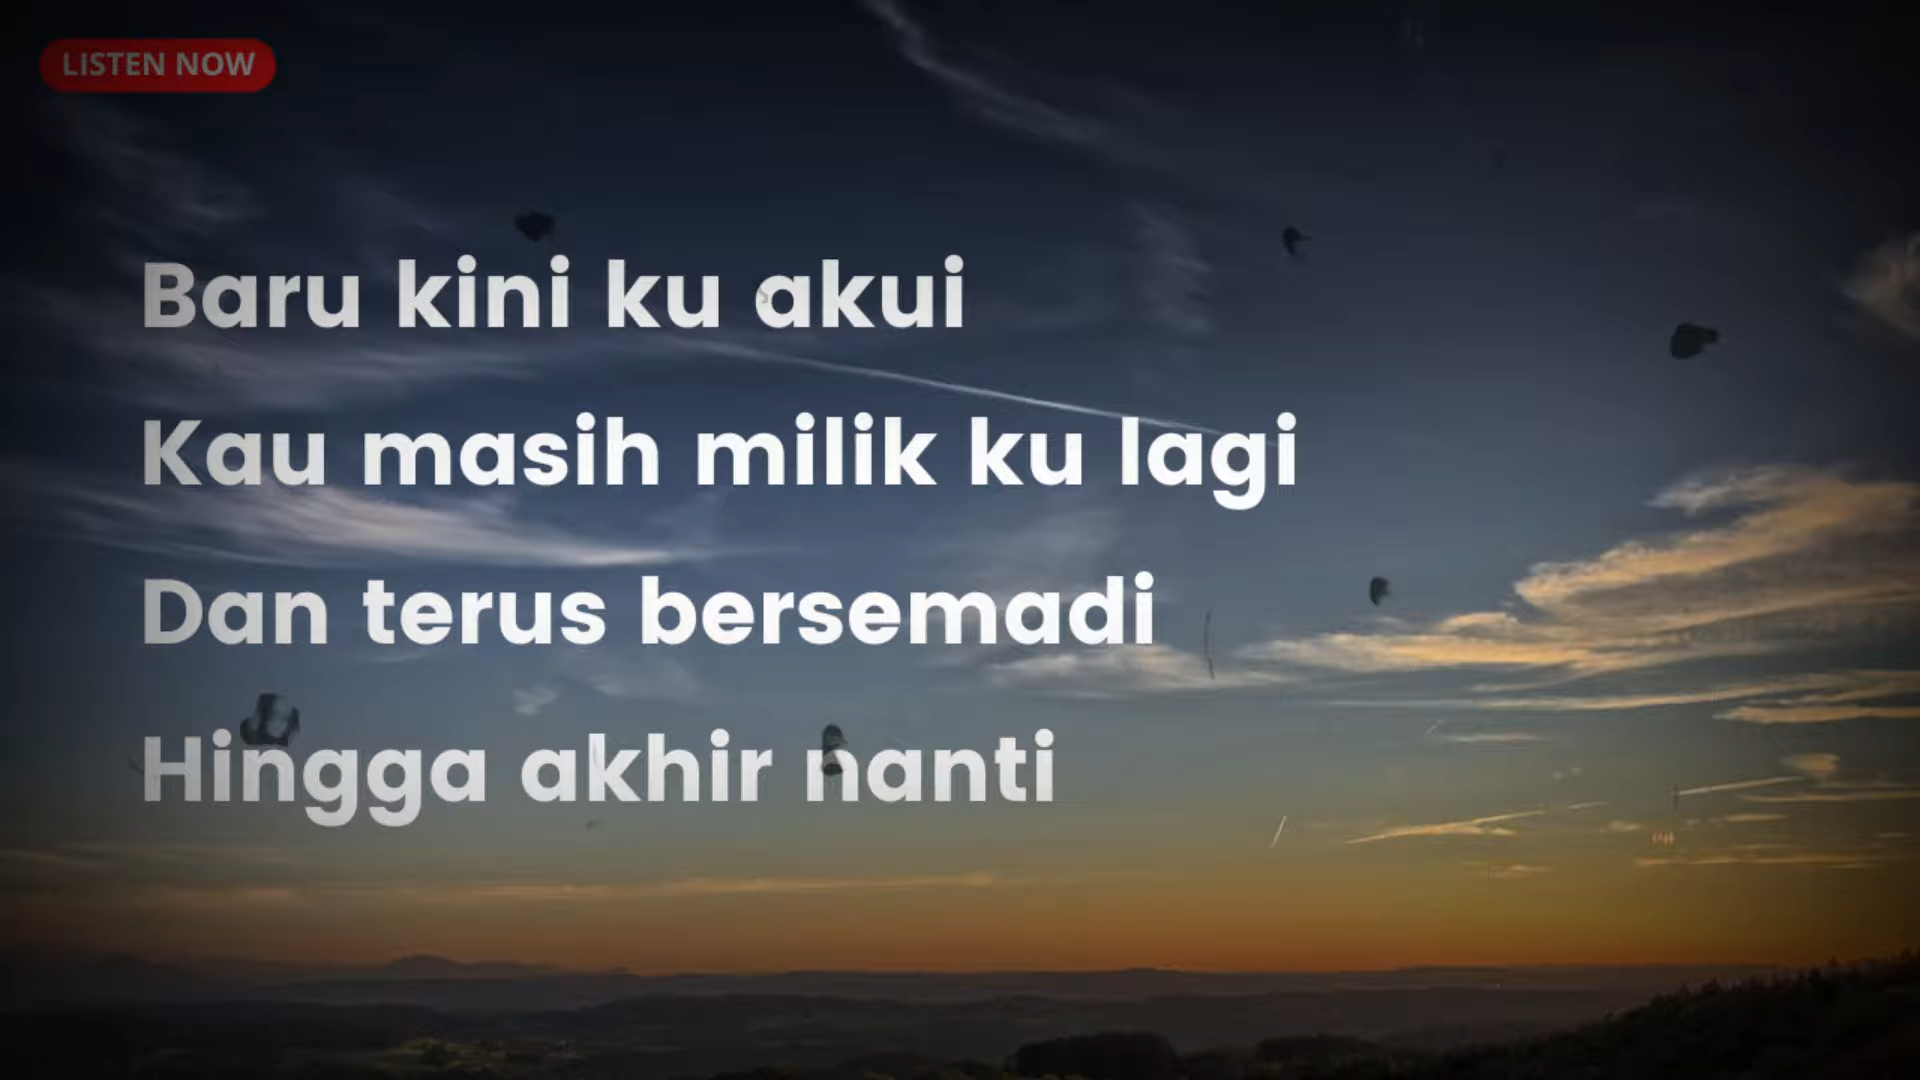 LISTEN NOW
Baru kini ku akui
Kau masih milik ku lagi
Dan terus bersemadi
Hingga akhir nanti